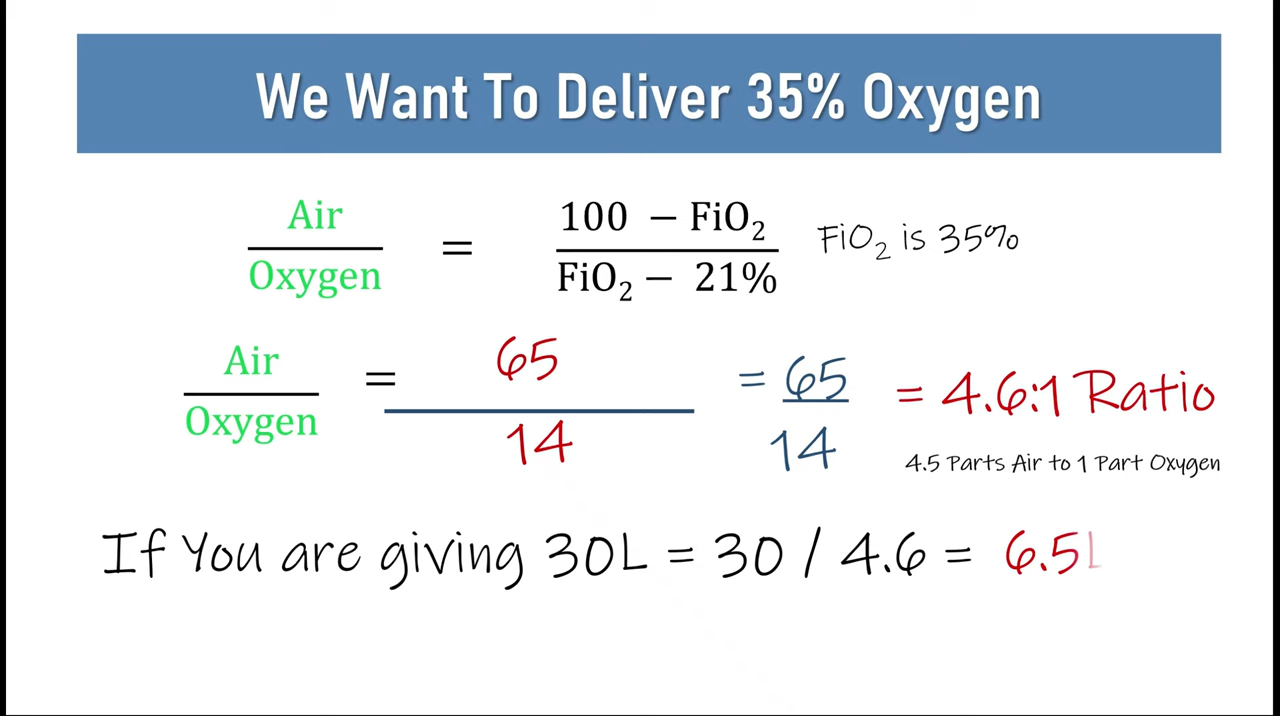 We Want To Deliver 35% Oxygen
Air
Oxygen
=
100 − FiO₂
FiO₂ − 21%
FiO₂ is 35%
Air
Oxygen
=
65
14
= 65
14
= 4.6:1 Ratio
4.5 Parts Air to 1 Part Oxygen
If You are giving 30L = 30 / 4.6 = 6.5L